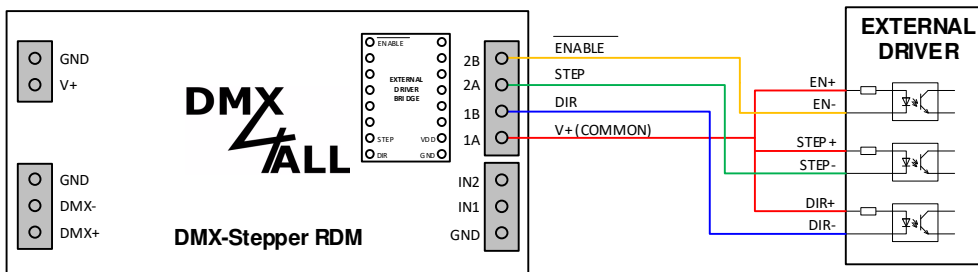 GND
V+
GND
DMX-
DMX+
DMX
4
ALL
DMX-Stepper RDM
ENABLE
EXTERNAL
DRIVER
BRIDGE
STEP VDD
DIR GND
2B
2A
1B
1A
IN2
IN1
GND
ENABLE
STEP
DIR
V+ (COMMON)
EXTERNAL
DRIVER
EN+
EN-
STEP+
STEP-
DIR+
DIR-